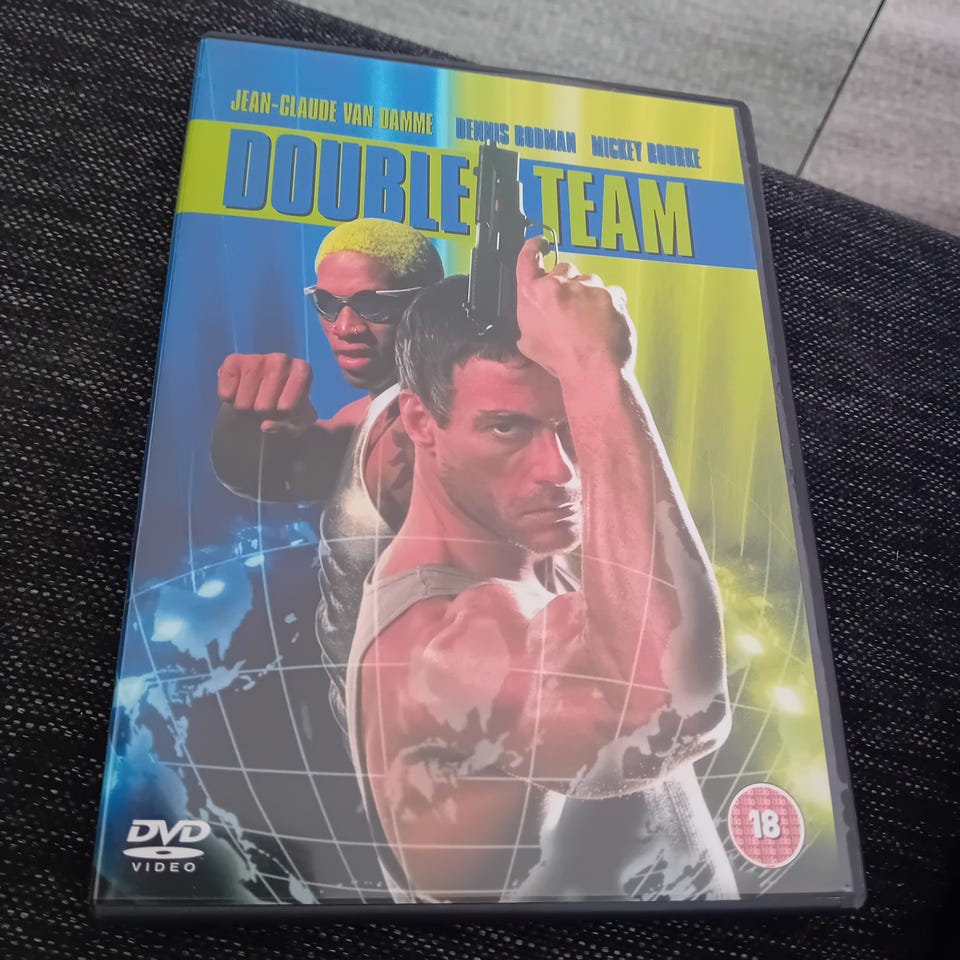 JEAN-CLAUDE VAN DAMME DENNIS RODMAN MICKEY ROURKE
DOUBLE TEAM
DVD
VIDEO
18